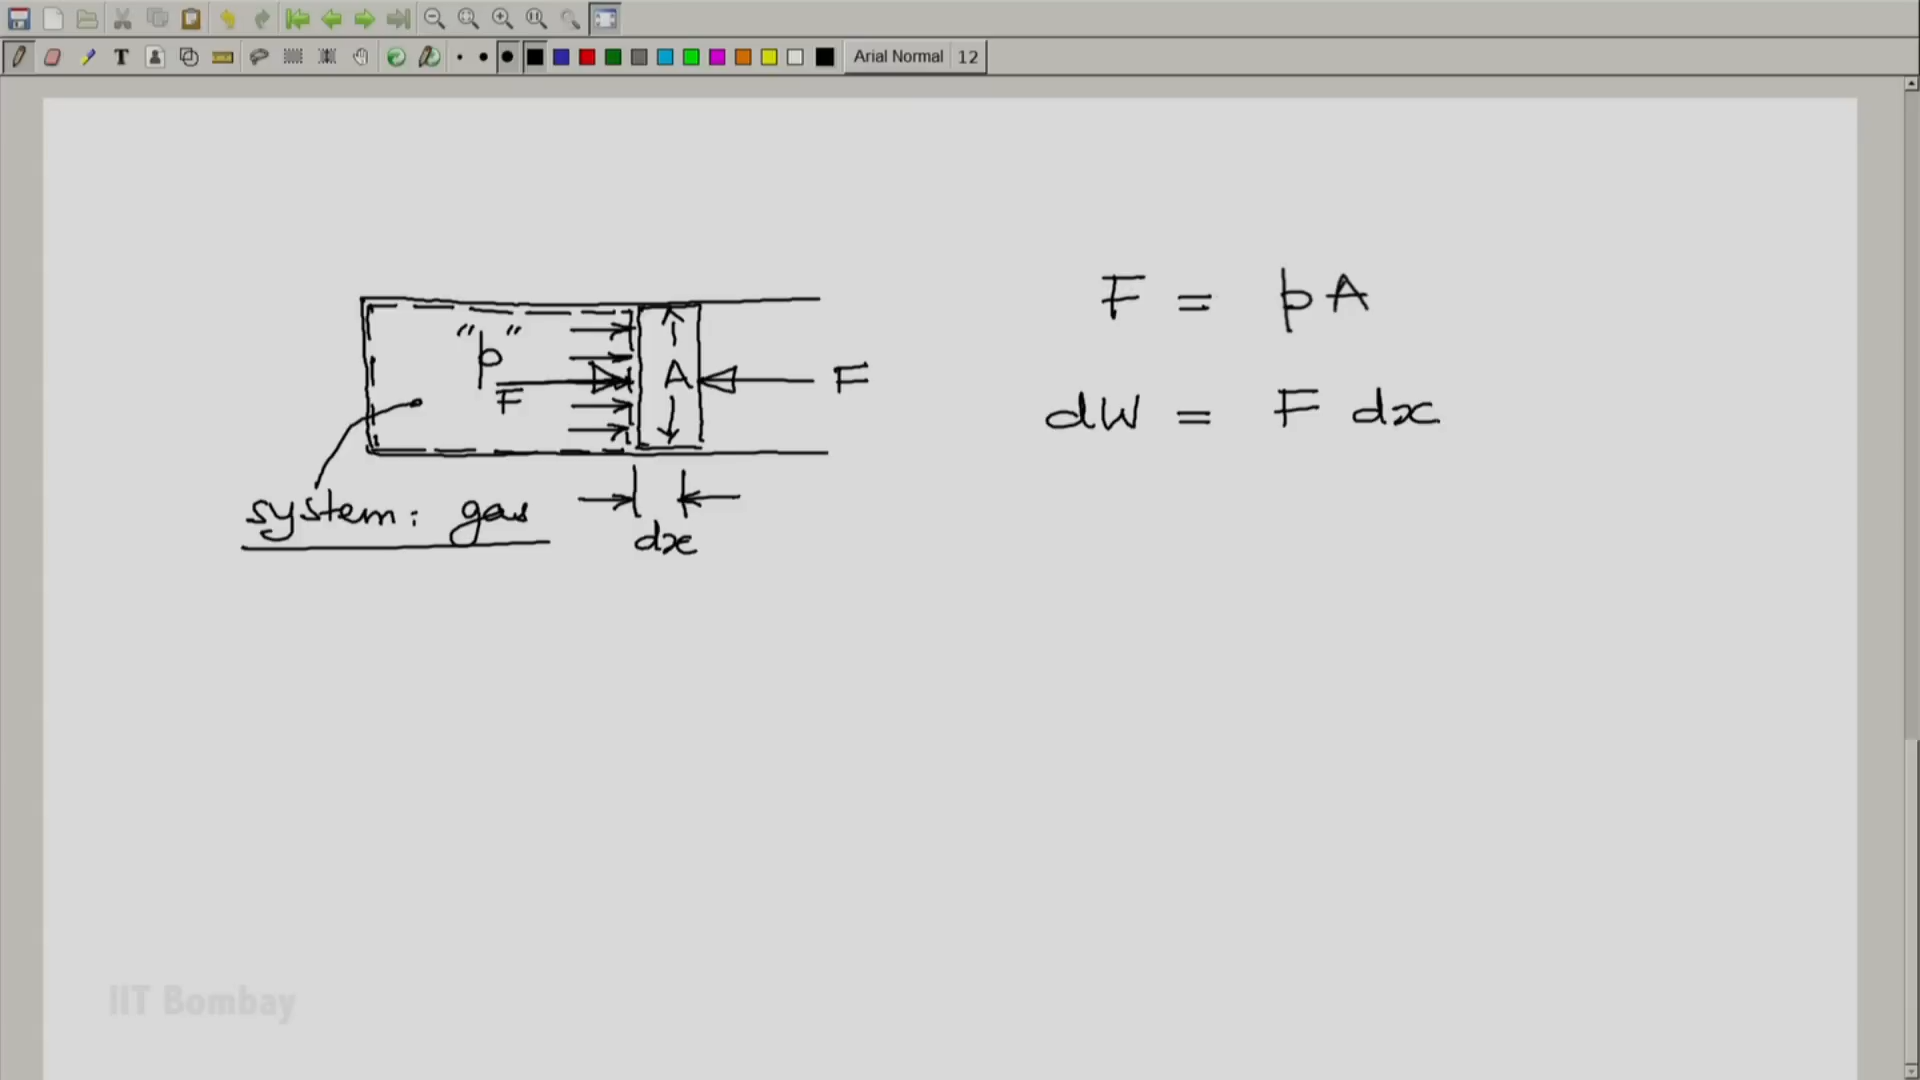 Arial Normal 12
F = pA
"p"
A
F
F
dW = F dx
system: gas
dx
IIT Bombay